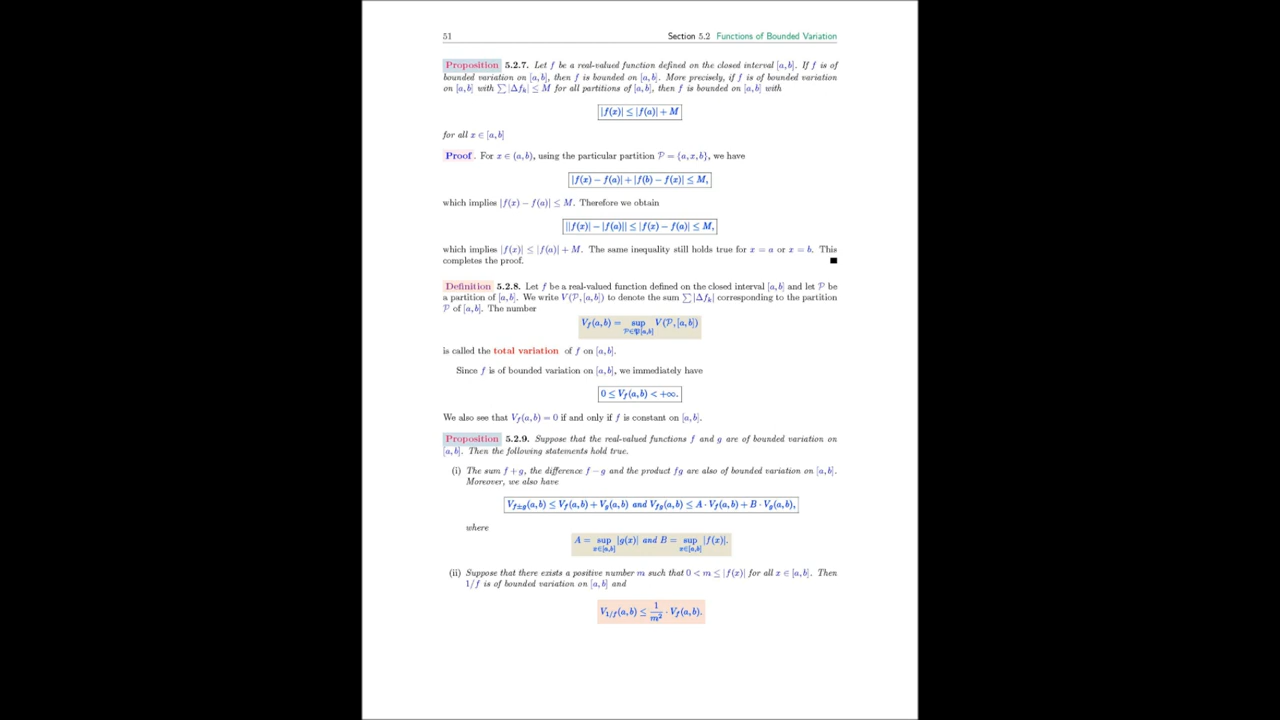 51
Section 5.2 Functions of Bounded Variation
Proposition 5.2.7. Let f be a real-valued function defined on the closed interval [a, b]. If f is of
bounded variation on [a, b], then f is bounded on [a, b]. More precisely, if f is of bounded variation
on [a, b] with ∑|Δfₖ| ≤ M for all partitions of [a, b], then f is bounded on [a, b] with
|f(x)| ≤ |f(a)| + M
for all x ∈ [a, b]
Proof. For x ∈ (a, b), using the particular partition 𝒫 = {a, x, b}, we have
|f(x) − f(a)| + |f(b) − f(x)| ≤ M,
which implies |f(x) − f(a)| ≤ M. Therefore we obtain
||f(x)| − |f(a)|| ≤ |f(x) − f(a)| ≤ M,
which implies |f(x)| ≤ |f(a)| + M. The same inequality still holds true for x = a or x = b. This
completes the proof. ■
Definition 5.2.8. Let f be a real-valued function defined on the closed interval [a, b] and let 𝒫 be
a partition of [a, b]. We write V(𝒫, [a, b]) to denote the sum ∑|Δfₖ| corresponding to the partition
𝒫 of [a, b]. The number
V_f(a, b) = sup V(𝒫, [a, b])
𝒫∈𝔓[a,b]
is called the total variation of f on [a, b].
Since f is of bounded variation on [a, b], we immediately have
0 ≤ V_f(a, b) < +∞.
We also see that V_f(a, b) = 0 if and only if f is constant on [a, b].
Proposition 5.2.9. Suppose that the real-valued functions f and g are of bounded variation on
[a, b]. Then the following statements hold true.
(i) The sum f + g, the difference f − g and the product fg are also of bounded variation on [a, b].
Moreover, we also have
V_{f±g}(a, b) ≤ V_f(a, b) + V_g(a, b) and V_{fg}(a, b) ≤ A · V_f(a, b) + B · V_g(a, b),
where
A = sup |g(x)| and B = sup |f(x)|.
x∈[a,b] x∈[a,b]
(ii) Suppose that there exists a positive number m such that 0 < m ≤ |f(x)| for all x ∈ [a, b]. Then
1/f is of bounded variation on [a, b] and
V_{1/f}(a, b) ≤ 1/m² · V_f(a, b).